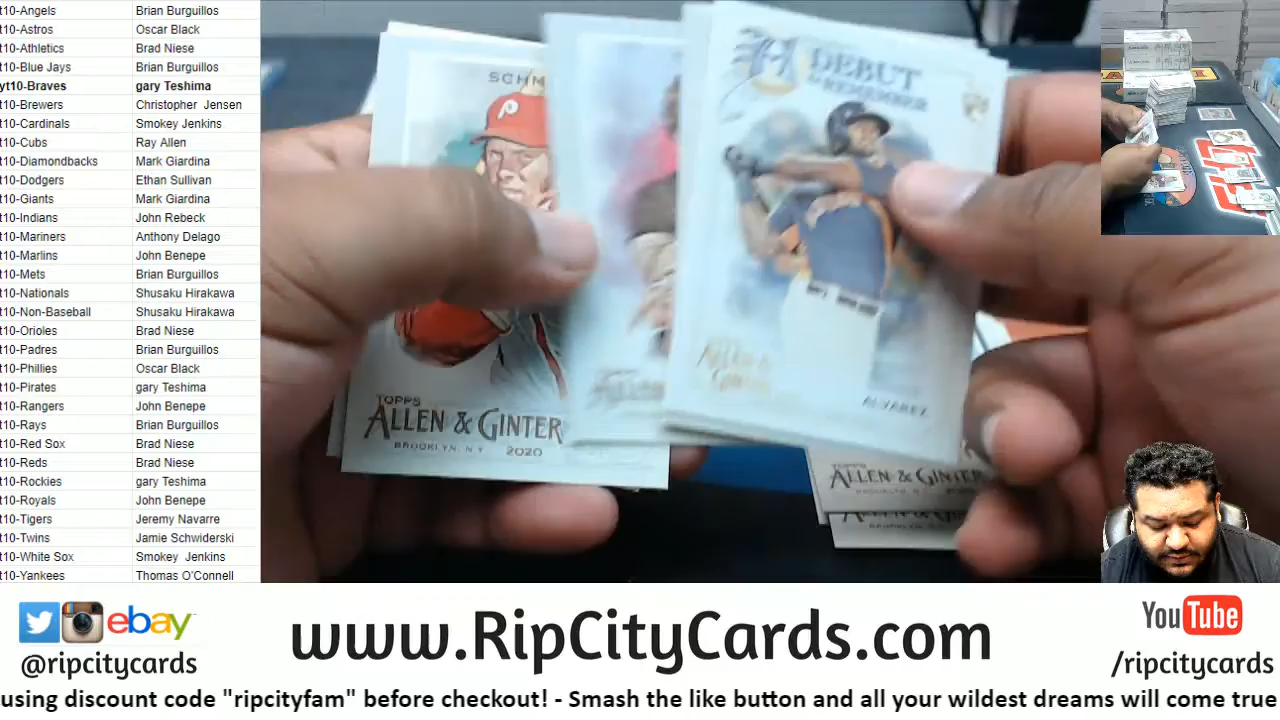 t10-Angels Brian Burguillos
t10-Astros Oscar Black
t10-Athletics Brad Niese
t10-Blue Jays Brian Burguillos
yt10-Braves gary Teshima
t10-Brewers Christopher Jensen
t10-Cardinals Smokey Jenkins
t10-Cubs Ray Allen
t10-Diamondbacks Mark Giardina
t10-Dodgers Ethan Sullivan
t10-Giants Mark Giardina
t10-Indians John Rebeck
t10-Mariners Anthony Delago
t10-Marlins John Benepe
t10-Mets Brian Burguillos
t10-Nationals Shusaku Hirakawa
t10-Non-Baseball Shusaku Hirakawa
t10-Orioles Brad Niese
t10-Padres Brian Burguillos
t10-Phillies Oscar Black
t10-Pirates gary Teshima
t10-Rangers John Benepe
t10-Rays Brian Burguillos
t10-Red Sox Brad Niese
t10-Reds Brad Niese
t10-Rockies gary Teshima
t10-Royals John Benepe
t10-Tigers Jeremy Navarre
t10-Twins Jamie Schwiderski
t10-White Sox Smokey Jenkins
t10-Yankees Thomas O'Connell
SCHM
P
TOPPS
ALLEN & GINTER
BROOKLYN, N.Y. 2020
DEBUT
& REMEMBER
ALVAREZ
TOPPS
ALLEN & GINTER
ALLEN & GINTER
ebay
@ripcitycards
www.RipCityCards.com
YouTube
/ripcitycards
using discount code "ripcityfam" before checkout! - Smash the like button and all your wildest dreams will come true